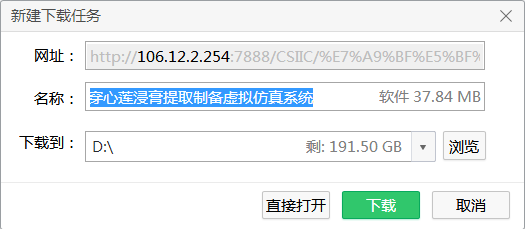 新建下载任务
网址： http://106.12.2.254:7888/CSIIC/%E7%A9%BF%E5%BF%
名称： 穿心莲浸膏提取制备虚拟仿真系统 软件 37.84 MB
下载到： D:\ 剩: 191.50 GB 浏览
直接打开 下载 取消